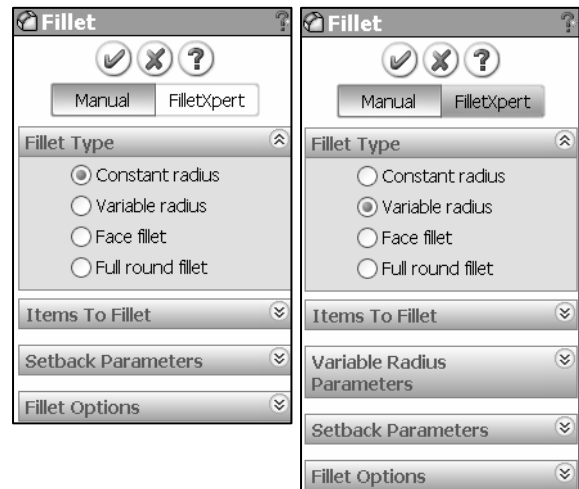 Fillet ?
?
Manual FilletXpert
Fillet Type
Constant radius
Variable radius
Face fillet
Full round fillet
Items To Fillet
Setback Parameters
Fillet Options
Fillet ?
?
Manual FilletXpert
Fillet Type
Constant radius
Variable radius
Face fillet
Full round fillet
Items To Fillet
Variable Radius
Parameters
Setback Parameters
Fillet Options